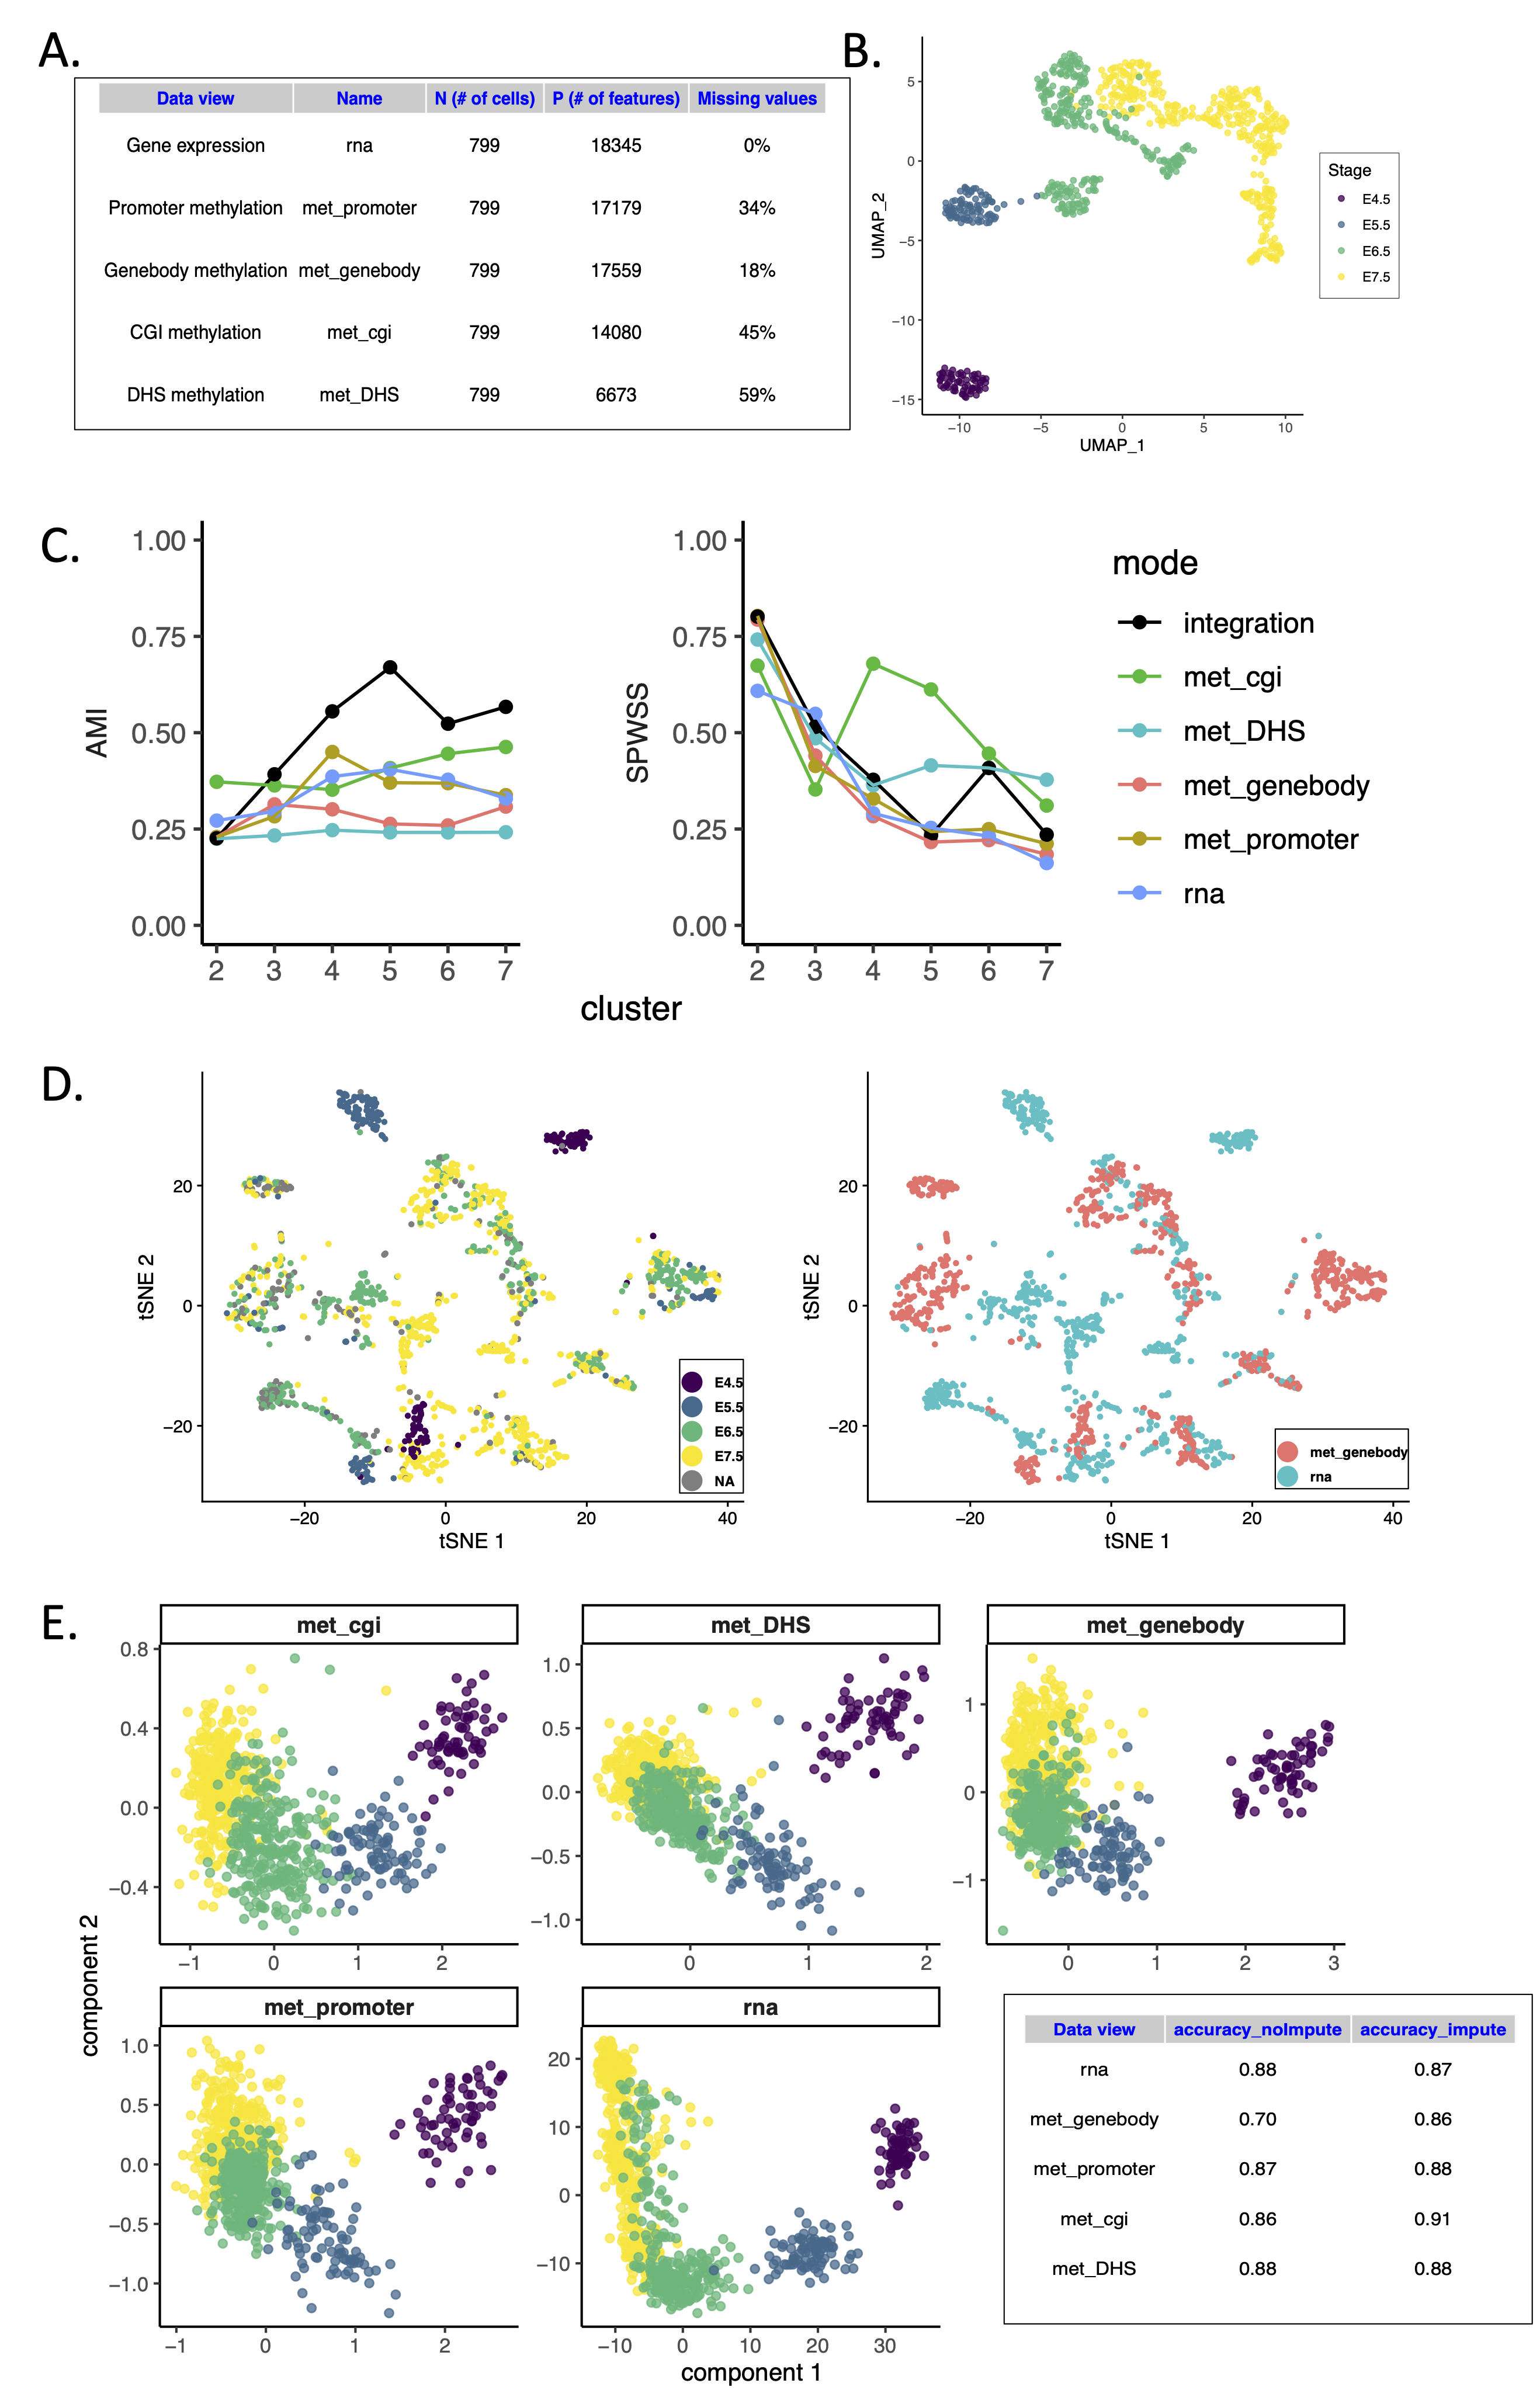 A.
Data view Name N (# of cells) P (# of features) Missing values
Gene expression rna 799 18345 0%
Promoter methylation met_promoter 799 17179 34%
Genebody methylation met_genebody 799 17559 18%
CGI methylation met_cgi 799 14080 45%
DHS methylation met_DHS 799 6673 59%
B.
5
0
−5
−10
−15
UMAP_2
−10 −5 0 5 10
UMAP_1
Stage
E4.5
E5.5
E6.5
E7.5
C.
1.00
0.75
0.50
0.25
0.00
AMI
2 3 4 5 6 7
1.00
0.75
0.50
0.25
0.00
SPWSS
2 3 4 5 6 7
cluster
mode
integration
met_cgi
met_DHS
met_genebody
met_promoter
rna
D.
20
0
−20
tSNE 2
−20 0 20 40
tSNE 1
E4.5
E5.5
E6.5
E7.5
NA
20
0
−20
tSNE 2
−20 0 20 40
tSNE 1
met_genebody
rna
E.
met_cgi
0.8
0.4
0.0
−0.4
−1 0 1 2
met_DHS
1.0
0.5
0.0
−0.5
−1.0
0 1 2
met_genebody
1
0
−1
0 1 2 3
component 2
met_promoter
1.0
0.5
0.0
−0.5
−1.0
−1 0 1 2
rna
20
10
0
−10
−10 0 10 20 30
component 1
Data view accuracy_noImpute accuracy_impute
rna 0.88 0.87
met_genebody 0.70 0.86
met_promoter 0.87 0.88
met_cgi 0.86 0.91
met_DHS 0.88 0.88